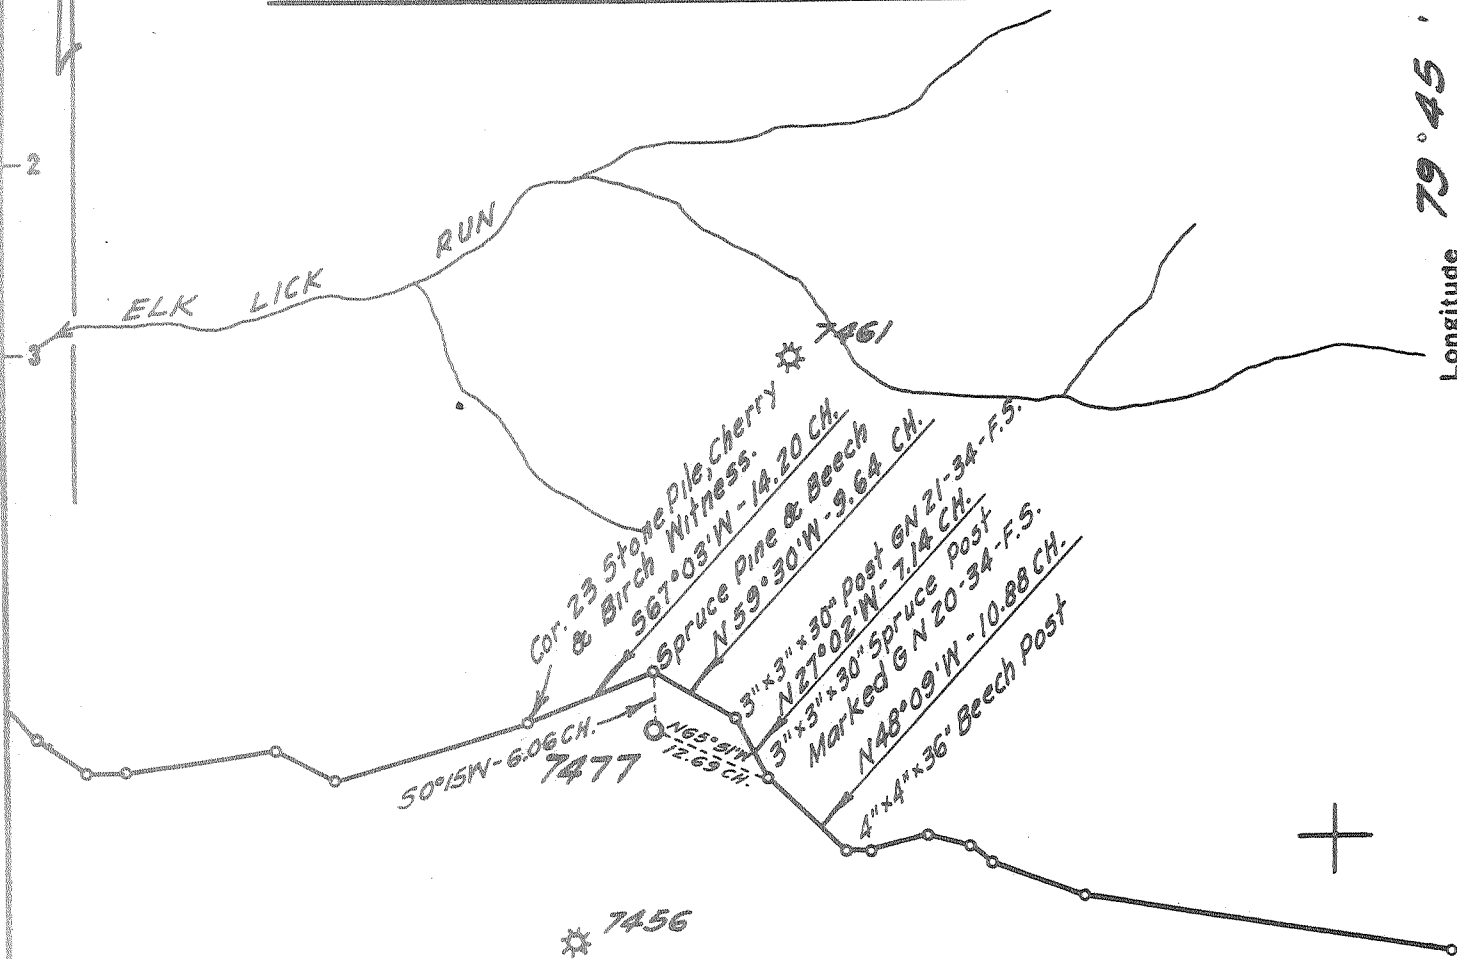 79°45'
Longitude
2
3
ELK LICK RUN
7461
Cor. 23 Stone Pile, Cherry
& Birch Witness.
S67°03'W - 14.20 CH.
Spruce Pine & Beech
N59°30'W - 9.64 CH.
3"x3"x30" Post GN 21-34-F.S.
N27°02'W - 7.14 CH.
3"x3"x30" Spruce Post
Marked GN 20-34-F.S.
N48°09'W - 10.88 CH.
4"x4"x36" Beech Post
S0°15W - 6.06 CH.
7477
N65°51'W
12.69 CH.
7456